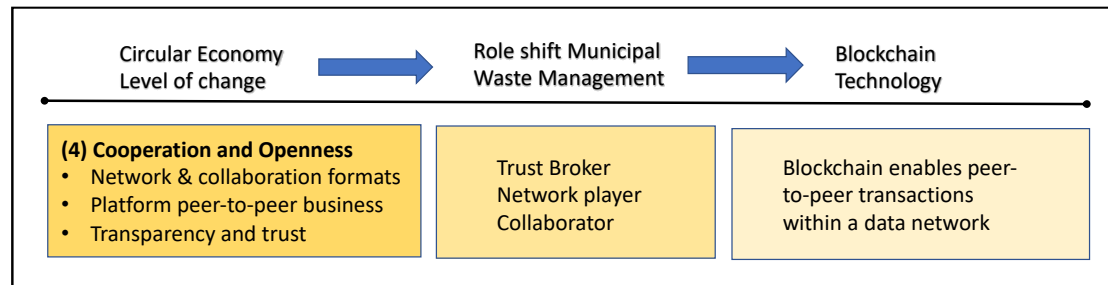 Circular Economy
Level of change
Role shift Municipal
Waste Management
Blockchain
Technology
(4) Cooperation and Openness
• Network & collaboration formats
• Platform peer-to-peer business
• Transparency and trust
Trust Broker
Network player
Collaborator
Blockchain enables peer-
to-peer transactions
within a data network